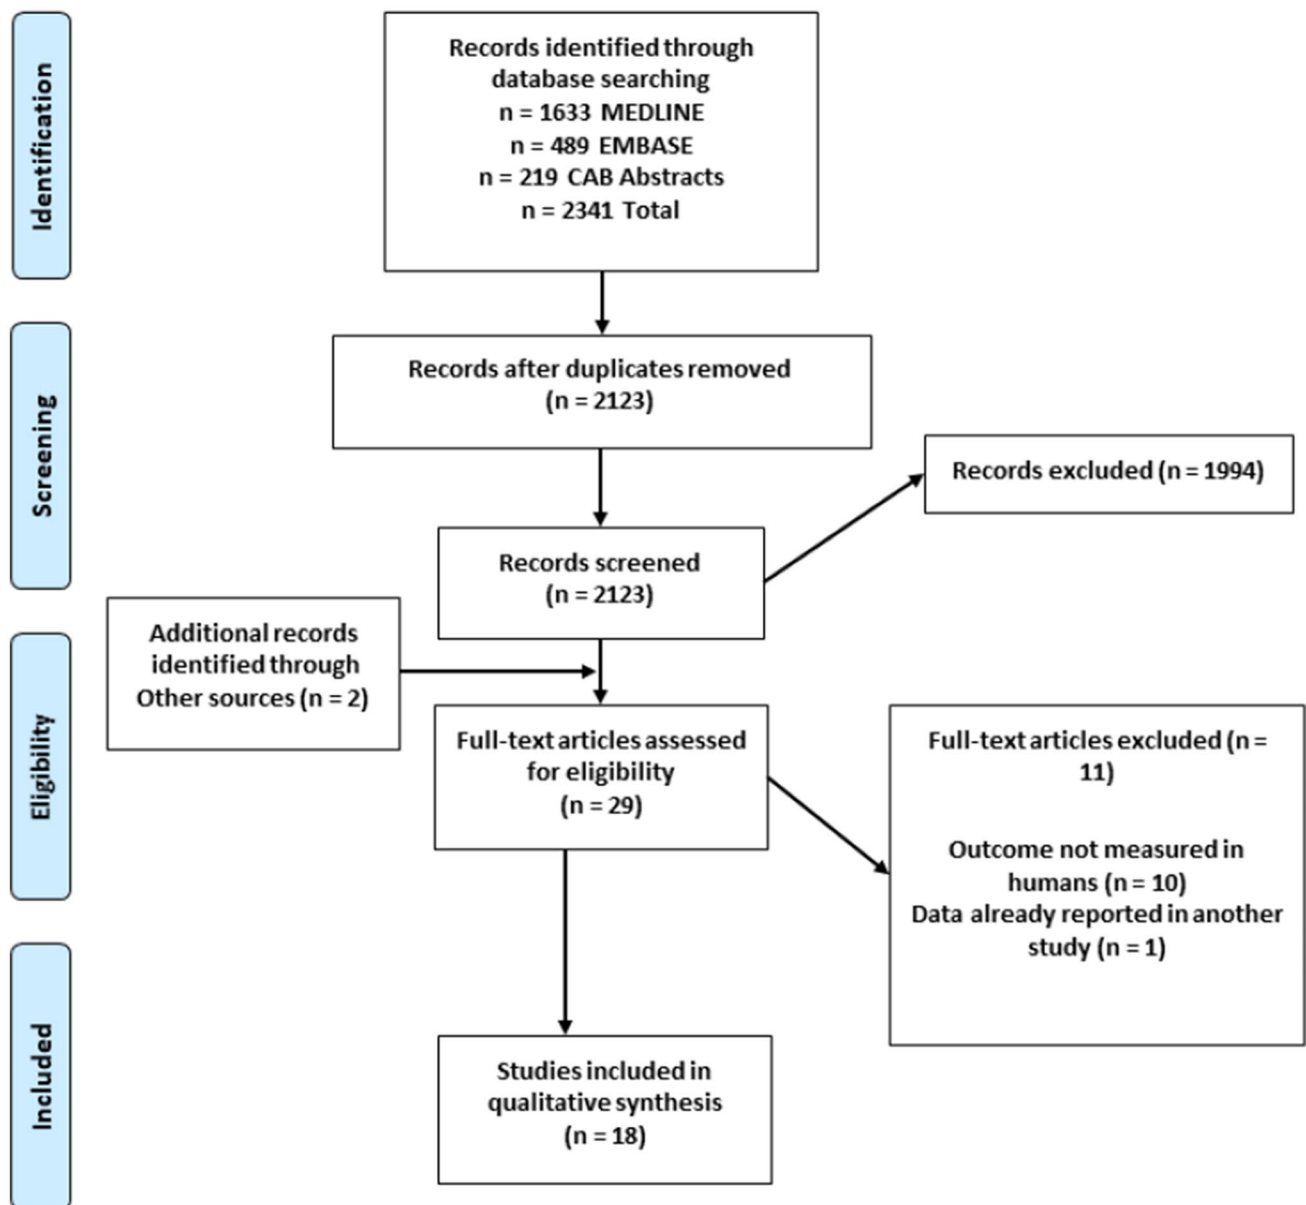 Identification
Records identified through
database searching
n = 1633 MEDLINE
n = 489 EMBASE
n = 219 CAB Abstracts
n = 2341 Total
Screening
Records after duplicates removed
(n = 2123)
Records excluded (n = 1994)
Records screened
(n = 2123)
Additional records
identified through
Other sources (n = 2)
Eligibility
Full-text articles assessed
for eligibility
(n = 29)
Full-text articles excluded (n =
11)
Outcome not measured in
humans (n = 10)
Data already reported in another
study (n = 1)
Included
Studies included in
qualitative synthesis
(n = 18)